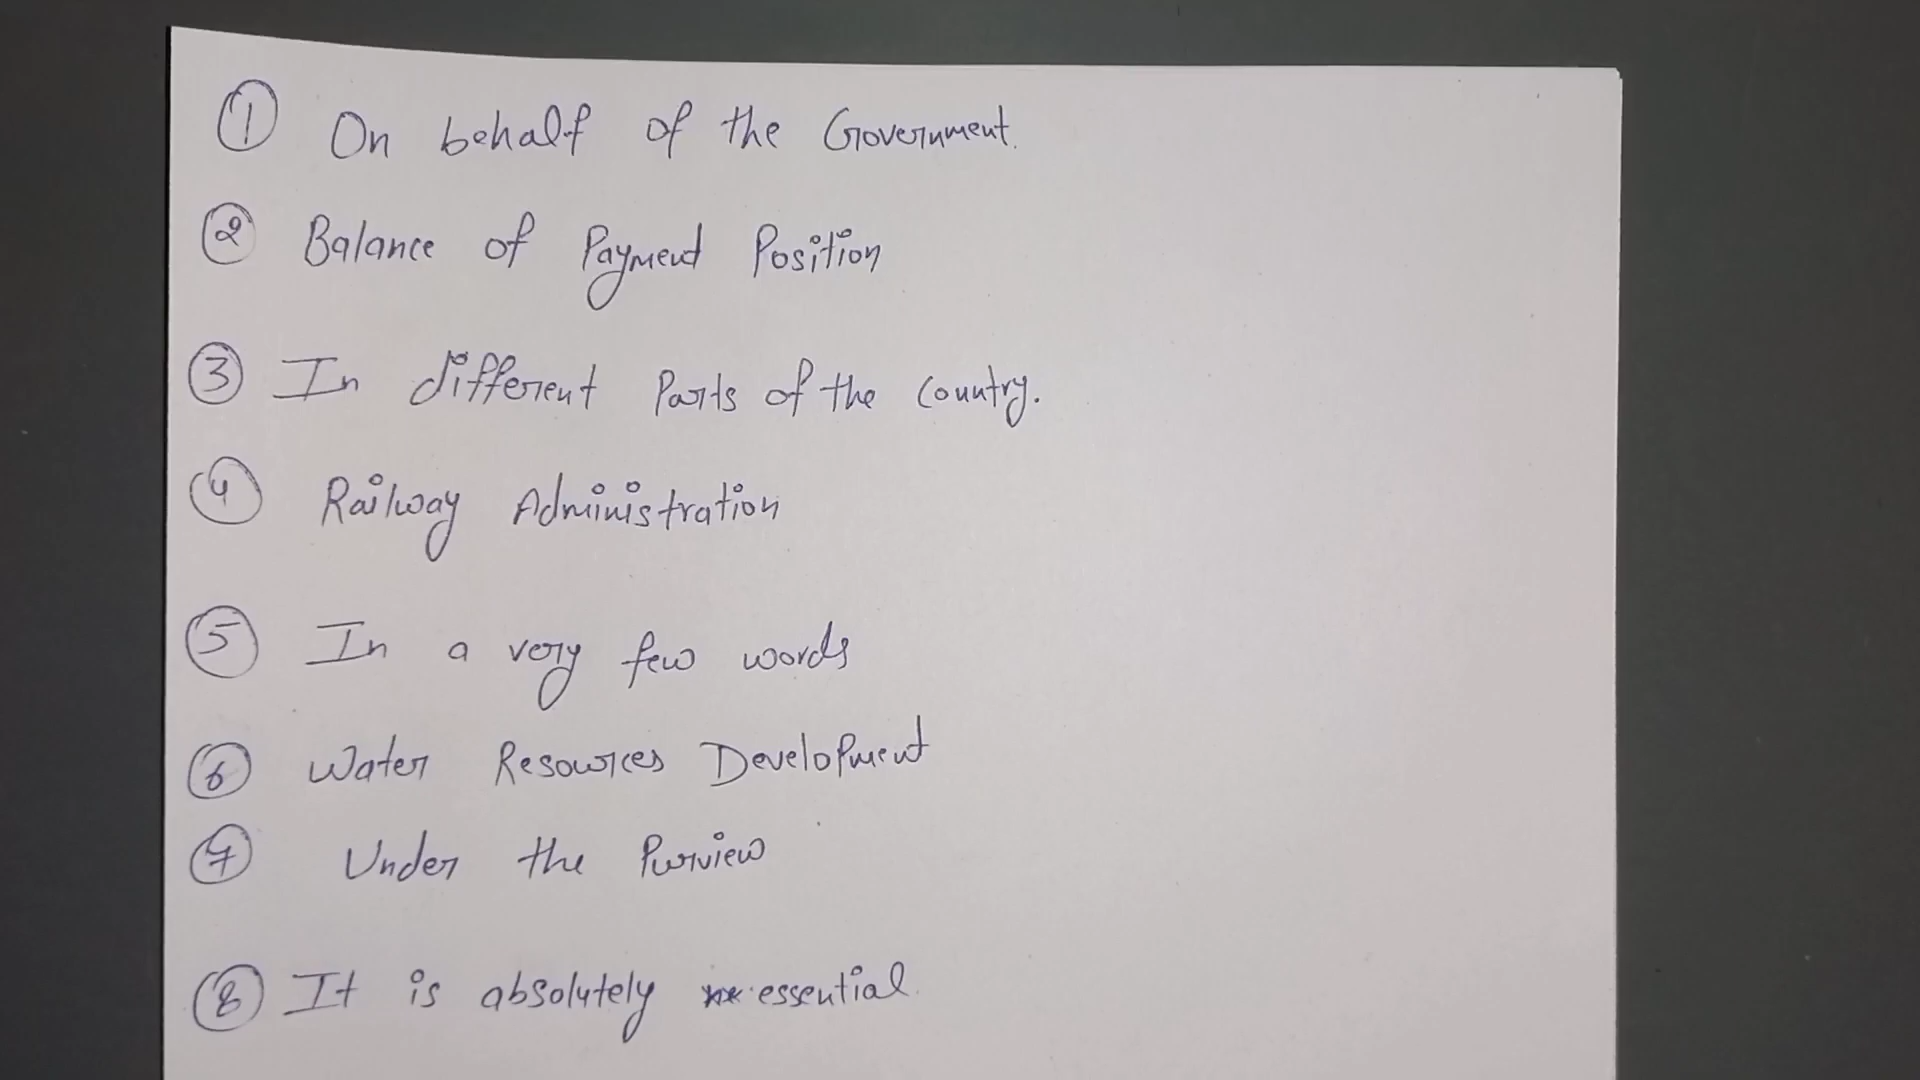 ① On behalf of the Government.
② Balance of Payment Position
③ In different Parts of the Country.
④ Railway Administration
⑤ In a very few words
⑥ Water Resources Development
⑦ Under the Purview
⑧ It is absolutely essential.